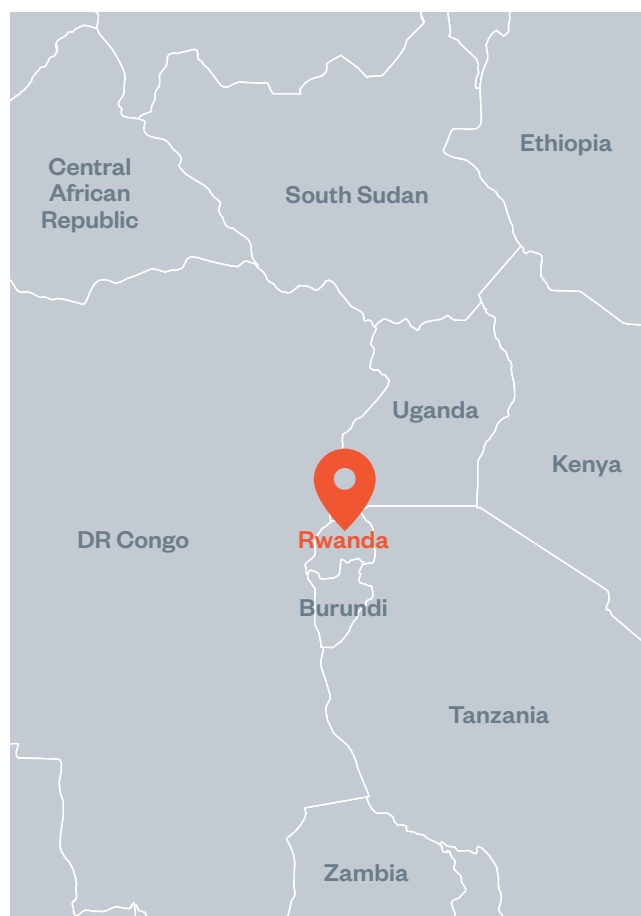 Ethiopia
Central
African
Republic
South Sudan
Uganda
Kenya
DR Congo
Rwanda
Burundi
Tanzania
Zambia